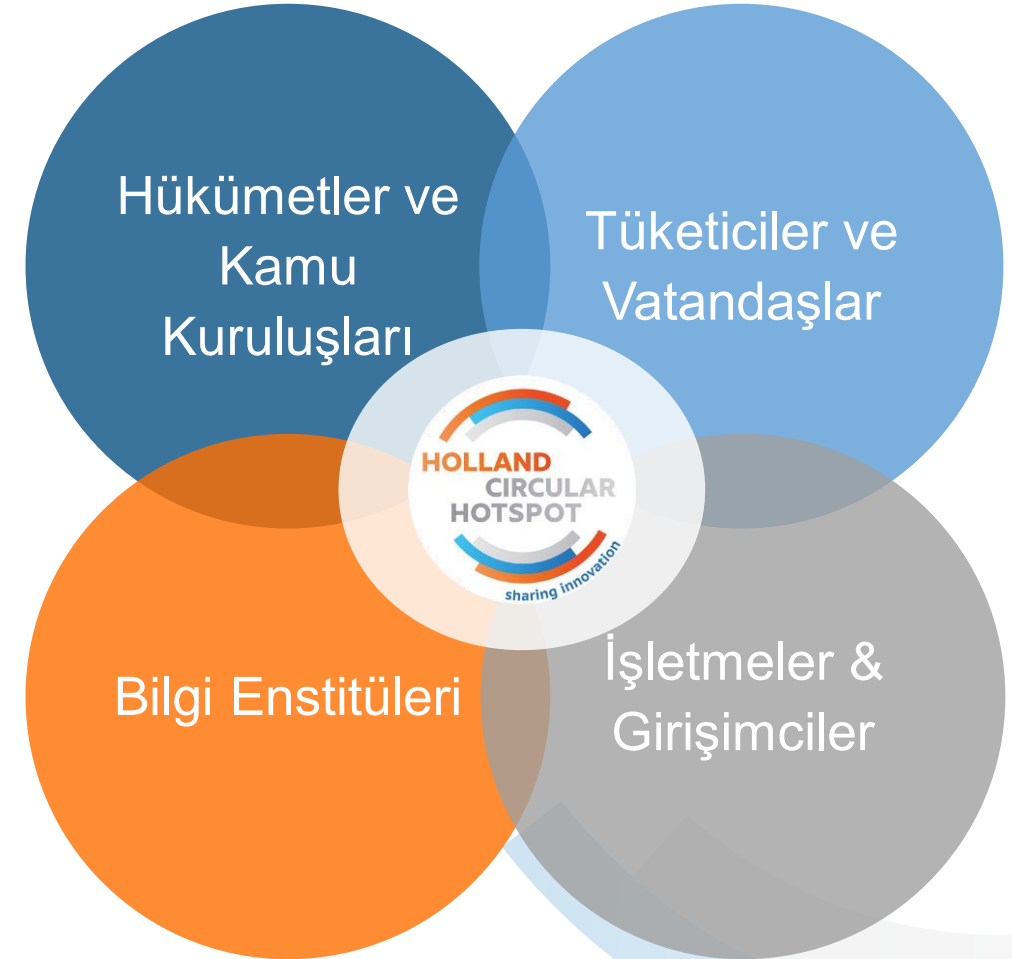 Hükümetler ve
Kamu
Kuruluşları
Tüketiciler ve
Vatandaşlar
HOLLAND
CIRCULAR
HOTSPOT
sharing innovation
Bilgi Enstitüleri
İşletmeler &
Girişimciler